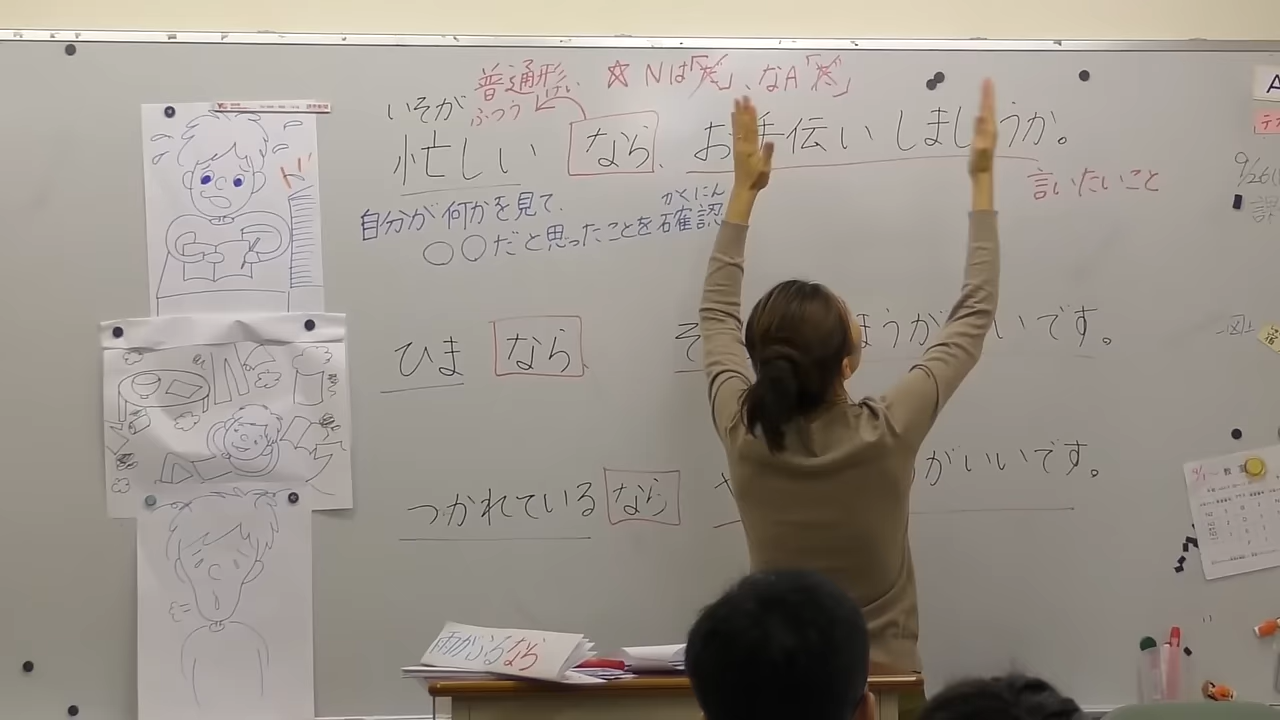 普通形 ☆ Nは「だ」、なA「だ」
いそが ふつう けい
忙しい なら、 お手伝いしましうか。
言いたいこと
自分が何かを見て、 かくにん
〇〇だと思ったことを確認
ひま なら、 そ ほうが いです。
つかれている なら、 がいいです。
雨がふるなら